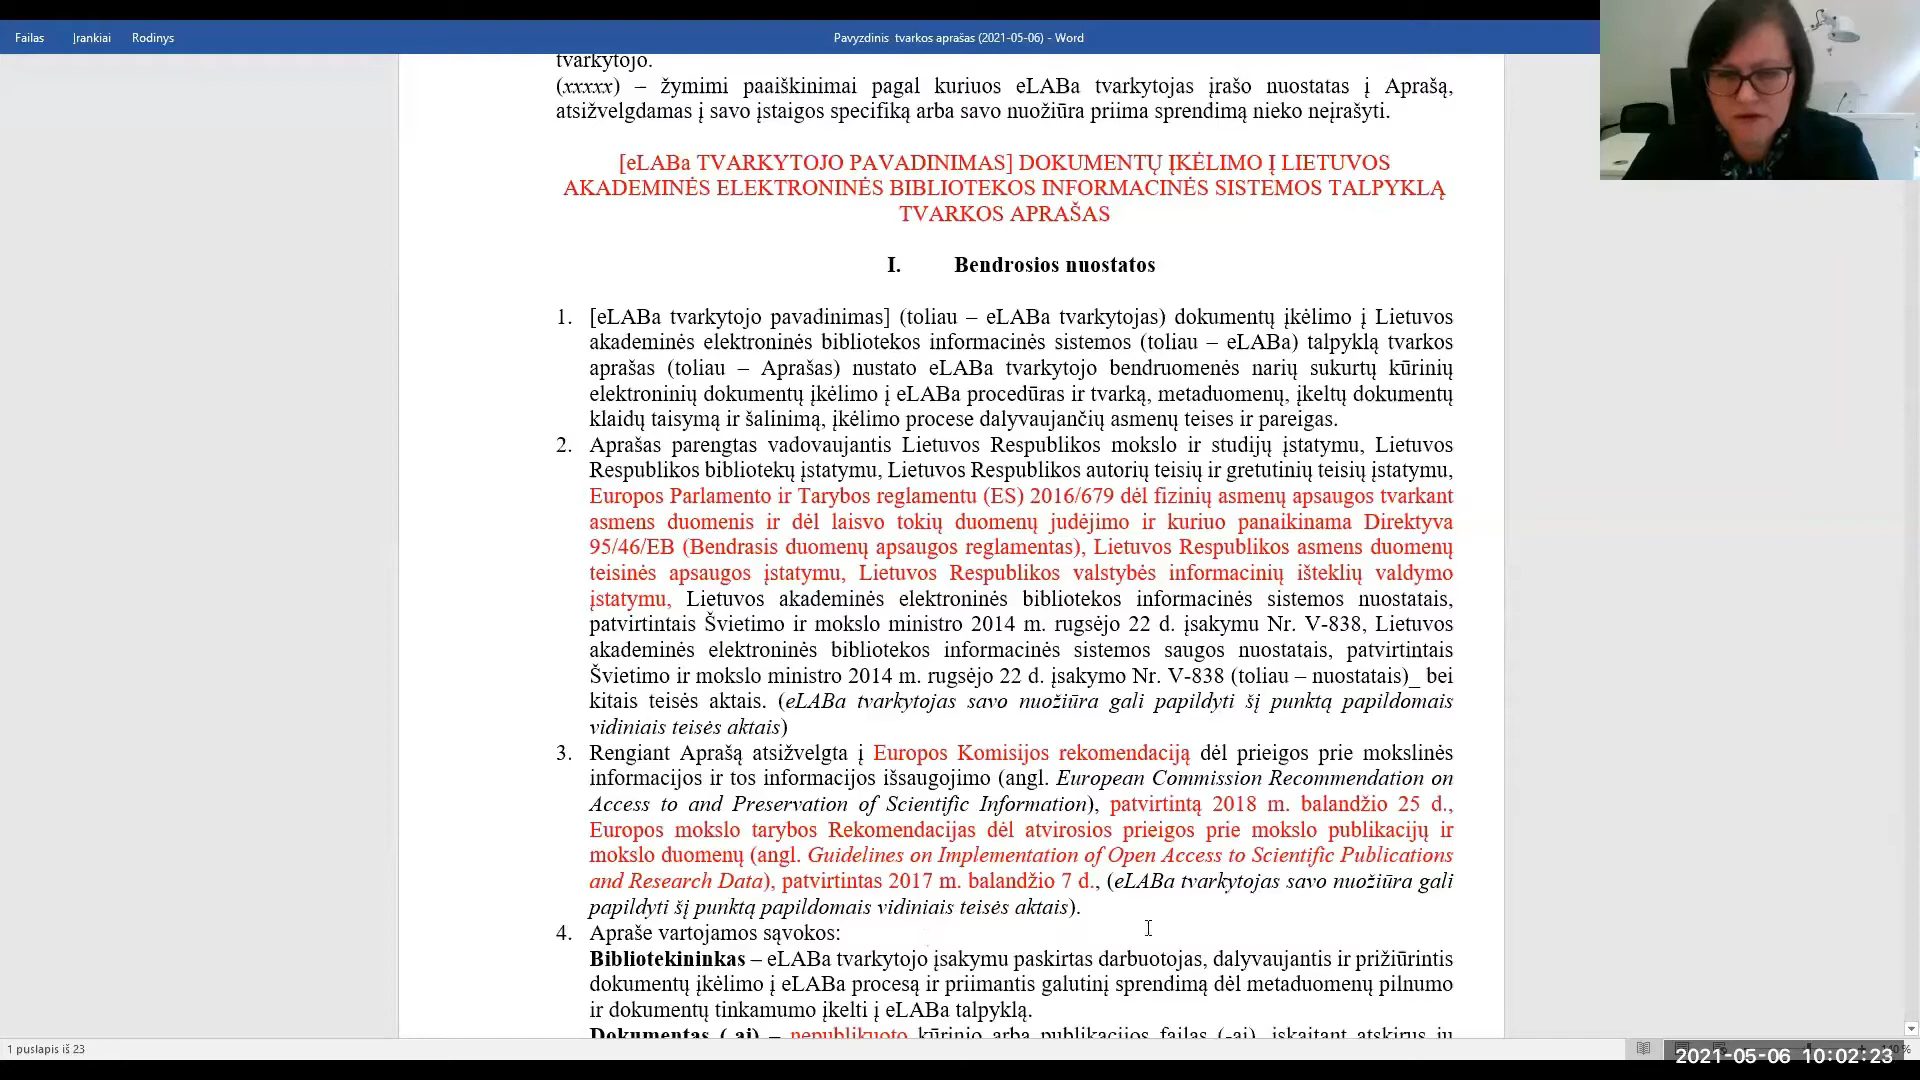 Failas Įrankiai Rodinys Pavyzdinis tvarkos aprašas (2021-05-06) - Word
tvarkytojo.
(xxxxx) – žymimi paaiškinimai pagal kuriuos eLABa tvarkytojas įrašo nuostatas į Aprašą,
atsižvelgdamas į savo įstaigos specifiką arba savo nuožiūra priima sprendimą nieko neįrašyti.
[eLABa TVARKYTOJO PAVADINIMAS] DOKUMENTŲ ĮKĖLIMO Į LIETUVOS
AKADEMINĖS ELEKTRONINĖS BIBLIOTEKOS INFORMACINĖS SISTEMOS TALPYKLĄ
TVARKOS APRAŠAS
I. Bendrosios nuostatos
1. [eLABa tvarkytojo pavadinimas] (toliau – eLABa tvarkytojas) dokumentų įkėlimo į Lietuvos
akademinės elektroninės bibliotekos informacinės sistemos (toliau – eLABa) talpyklą tvarkos
aprašas (toliau – Aprašas) nustato eLABa tvarkytojo bendruomenės narių sukurtų kūrinių
elektroninių dokumentų įkėlimo į eLABa procedūras ir tvarką, metaduomenų, įkeltų dokumentų
klaidų taisymą ir šalinimą, įkėlimo procese dalyvaujančių asmenų teises ir pareigas.
2. Aprašas parengtas vadovaujantis Lietuvos Respublikos mokslo ir studijų įstatymu, Lietuvos
Respublikos bibliotekų įstatymu, Lietuvos Respublikos autorių teisių ir gretutinių teisių įstatymu,
Europos Parlamento ir Tarybos reglamentu (ES) 2016/679 dėl fizinių asmenų apsaugos tvarkant
asmens duomenis ir dėl laisvo tokių duomenų judėjimo ir kuriuo panaikinama Direktyva
95/46/EB (Bendrasis duomenų apsaugos reglamentas), Lietuvos Respublikos asmens duomenų
teisinės apsaugos įstatymu, Lietuvos Respublikos valstybės informacinių išteklių valdymo
įstatymu, Lietuvos akademinės elektroninės bibliotekos informacinės sistemos nuostatais,
patvirtintais Švietimo ir mokslo ministro 2014 m. rugsėjo 22 d. įsakymu Nr. V-838, Lietuvos
akademinės elektroninės bibliotekos informacinės sistemos saugos nuostatais, patvirtintais
Švietimo ir mokslo ministro 2014 m. rugsėjo 22 d. įsakymo Nr. V-838 (toliau – nuostatais)_ bei
kitais teisės aktais. (eLABa tvarkytojas savo nuožiūra gali papildyti šį punktą papildomais
vidiniais teisės aktais)
3. Rengiant Aprašą atsižvelgta į Europos Komisijos rekomendaciją dėl prieigos prie mokslinės
informacijos ir tos informacijos išsaugojimo (angl. European Commission Recommendation on
Access to and Preservation of Scientific Information), patvirtintą 2018 m. balandžio 25 d.,
Europos mokslo tarybos Rekomendacijas dėl atvirosios prieigos prie mokslo publikacijų ir
mokslo duomenų (angl. Guidelines on Implementation of Open Access to Scientific Publications
and Research Data), patvirtintas 2017 m. balandžio 7 d., (eLABa tvarkytojas savo nuožiūra gali
papildyti šį punktą papildomais vidiniais teisės aktais).
4. Apraše vartojamos sąvokos:
Bibliotekininkas – eLABa tvarkytojo įsakymu paskirtas darbuotojas, dalyvaujantis ir prižiūrintis
dokumentų įkėlimo į eLABa procesą ir priimantis galutinį sprendimą dėl metaduomenų pilnumo
ir dokumentų tinkamumo įkelti į eLABa talpyklą.
Dokumentas (-ai) – nepublikuoto kūrinio arba publikacijos failas (-ai), įskaitant atskirus jų
1 puslapis iš 23
2021-05-06 10:02:23